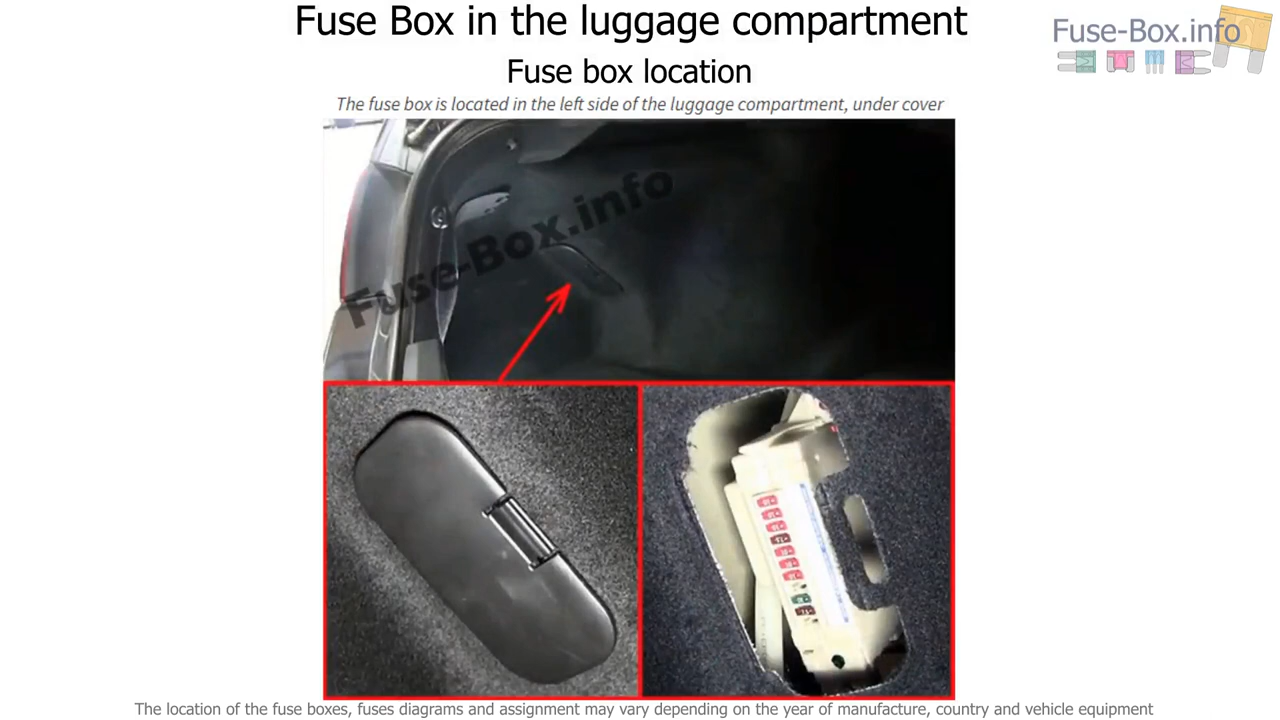 Fuse Box in the luggage compartment
Fuse-Box.info
Fuse box location
The fuse box is located in the left side of the luggage compartment, under cover
Fuse-Box.info
The location of the fuse boxes, fuses diagrams and assignment may vary depending on the year of manufacture, country and vehicle equipment